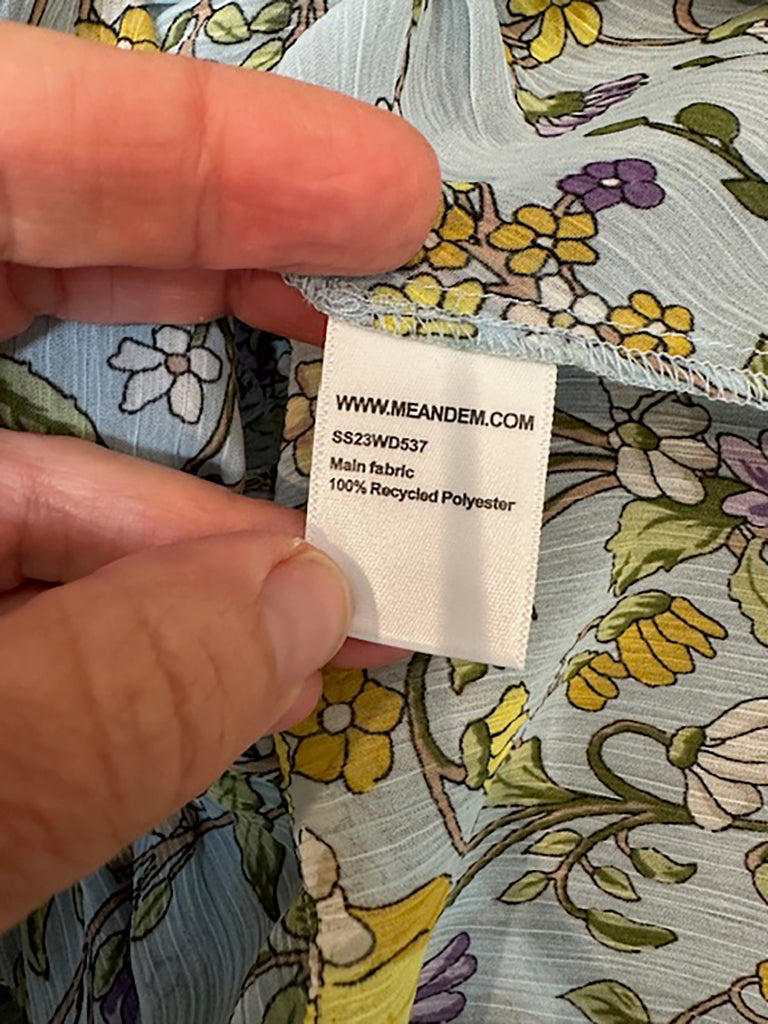 WWW.MEANDEM.COM
SS23WD537
Main fabric
100% Recycled Polyester